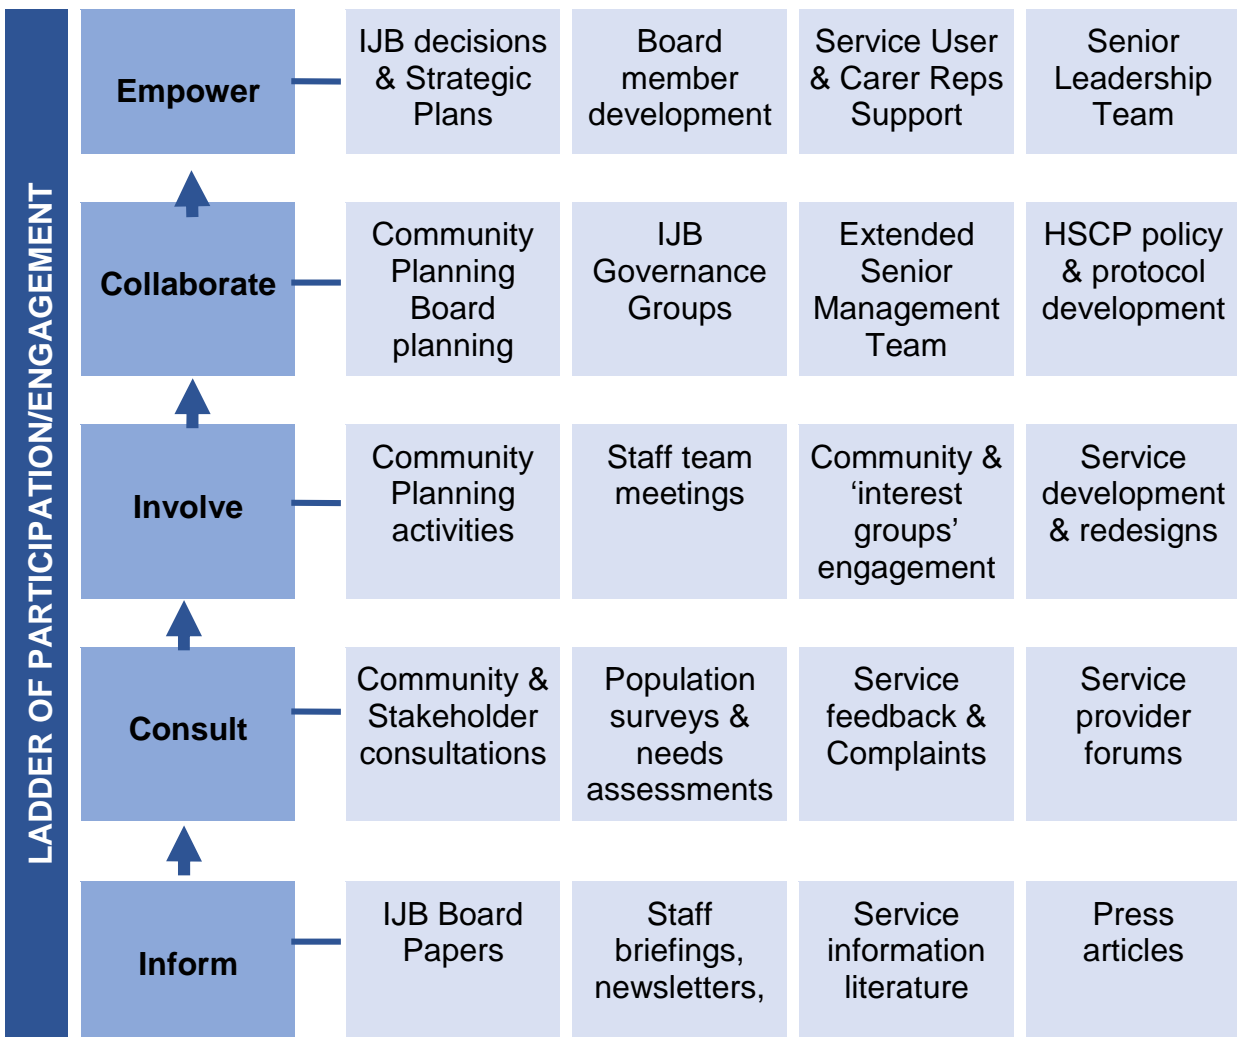 LADDER OF PARTICIPATION/ENGAGEMENT
Empower
IJB decisions
& Strategic
Plans
Board
member
development
Service User
& Carer Reps
Support
Senior
Leadership
Team
Collaborate
Community
Planning
Board
planning
IJB
Governance
Groups
Extended
Senior
Management
Team
HSCP policy
& protocol
development
Involve
Community
Planning
activities
Staff team
meetings
Community &
‘interest
groups’
engagement
Service
development
& redesigns
Consult
Community &
Stakeholder
consultations
Population
surveys &
needs
assessments
Service
feedback &
Complaints
Service
provider
forums
Inform
IJB Board
Papers
Staff
briefings,
newsletters,
Service
information
literature
Press
articles